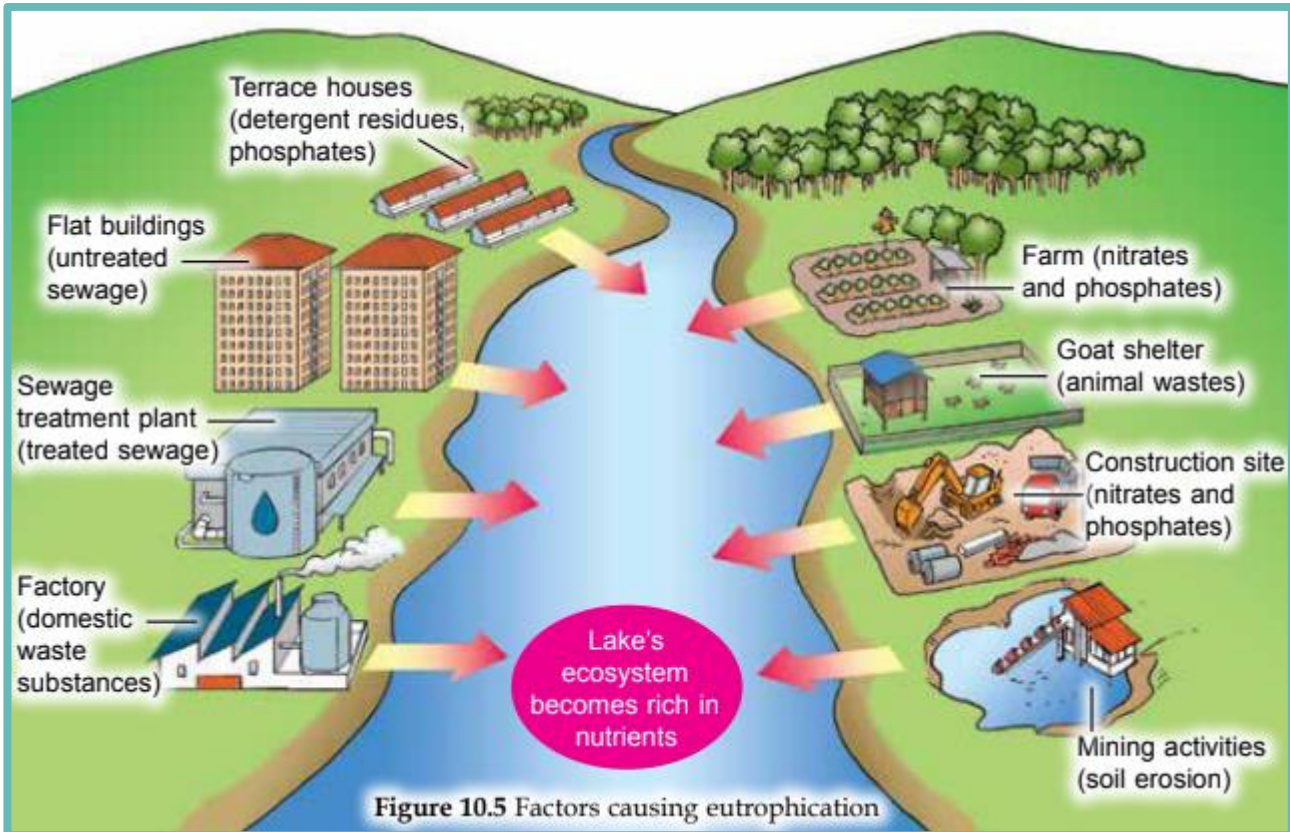 Terrace houses
(detergent residues,
phosphates)
Flat buildings
(untreated
sewage)
Sewage
treatment plant
(treated sewage)
Factory
(domestic
waste
substances)
Farm (nitrates
and phosphates)
Goat shelter
(animal wastes)
Construction site
(nitrates and
phosphates)
Mining activities
(soil erosion)
Lake's
ecosystem
becomes rich in
nutrients
Figure 10.5 Factors causing eutrophication